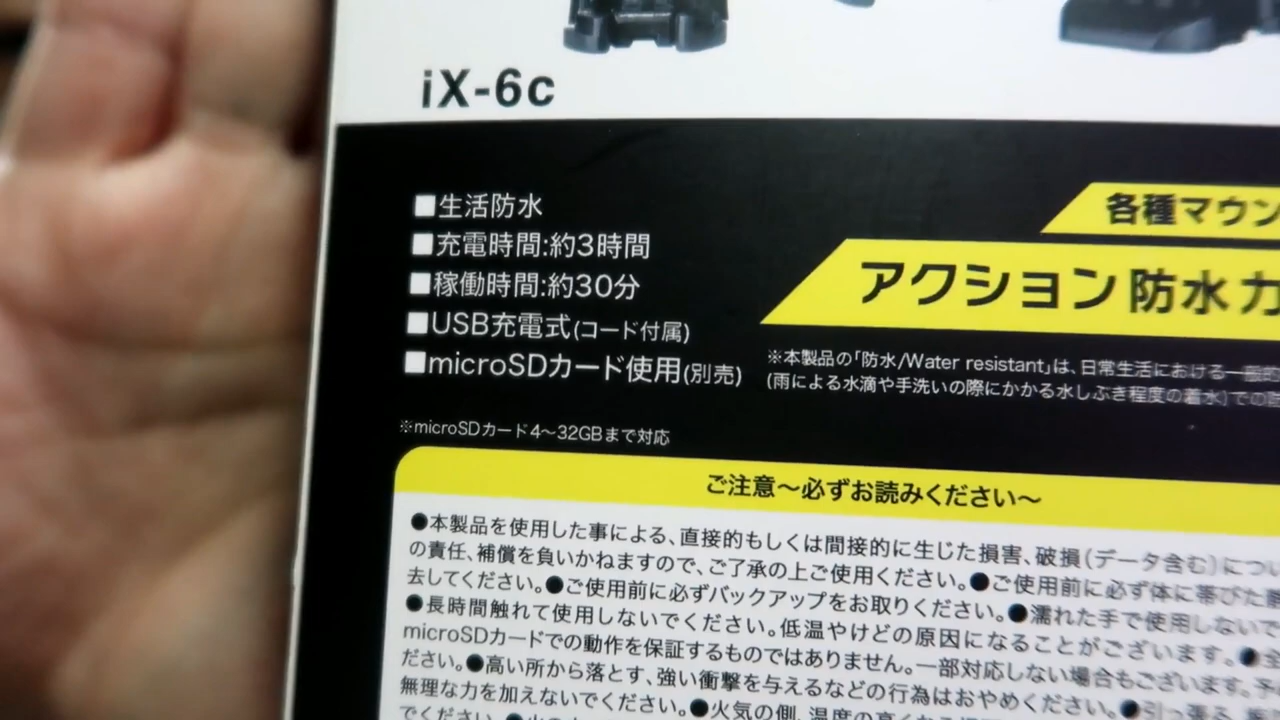 iX-6c
■生活防水
■充電時間:約3時間
■稼働時間:約30分
■USB充電式(コード付属)
■microSDカード使用(別売)
※microSDカード4〜32GBまで対応
各種マウン
アクション防水カ
※本製品の「防水/Water resistant」は、日常生活における一般的
(雨による水滴や手洗いの際にかかる水しぶき程度の着水)での防
ご注意〜必ずお読みください〜
●本製品を使用した事による、直接的もしくは間接的に生じた損害、破損(データ含む)につい
の責任、補償を負いかねますので、ご了承の上ご使用ください。●ご使用前に必ず体に帯びた静
去してください。●ご使用前に必ずバックアップをお取りください。●濡れた手で使用しないで
●長時間触れて使用しないでください。低温やけどの原因になることがございます。●全
microSDカードでの動作を保証するものではありません。一部対応しない場合もございます。予め
ださい。●高い所から落とす、強い衝撃を与えるなどの行為はおやめください。
無理な力を加えないでください。●火気の側、温度の高くなる
でください。
●引っ張る、